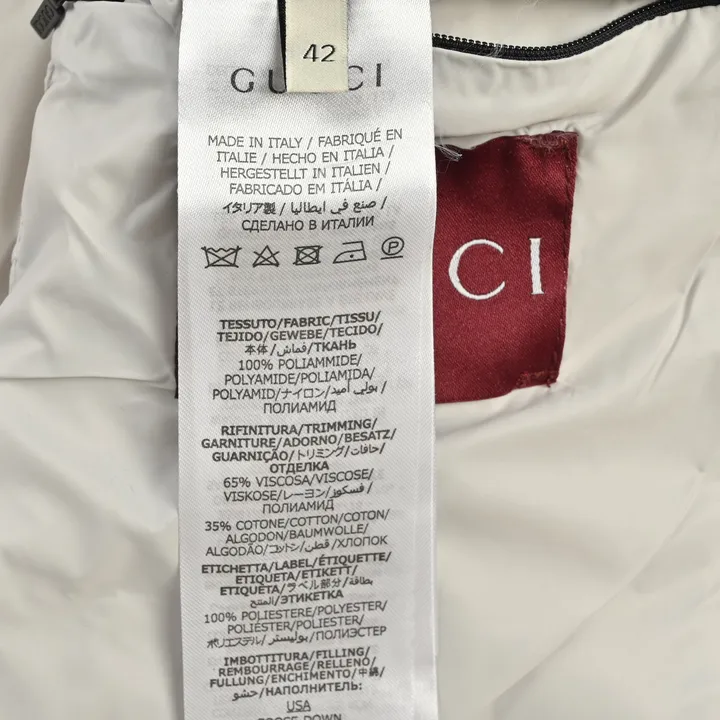 42
GUCCI
MADE IN ITALY / FABRIQUÉ EN
ITALIE / HECHO EN ITALIA /
HERGESTELLT IN ITALIEN /
FABRICADO EM ITÁLIA /
イタリア製 / صنع في ايطاليا /
СДЕЛАНО В ИТАЛИИ
P
CI
TESSUTO/FABRIC/TISSU/
TEJIDO/GEWEBE/TECIDO/
本体/قماش/ТКАНЬ
100% POLIAMMIDE/
POLYAMIDE/POLIAMIDA/
POLYAMID/ナイロン/بولي أميد/
ПОЛИАМИД
RIFINITURA/TRIMMING/
GARNITURE/ADORNO/BESATZ/
GUARNIÇÃO/トリミング/حافات/
ОТДЕЛКА
65% VISCOSA/VISCOSE/
VISKOSE/レーヨン/فسكوز/
ПОЛИАМИД
35% COTONE/COTTON/COTON/
ALGODON/BAUMWOLLE/
ALGODÃO/コットン/قطن/ХЛОПОК
ETICHETTA/LABEL/ÉTIQUETTE/
ETIQUETA/ETIKETT/
ETIQUETA/ラベル部分/بطاقة/
المنتج/ЭТИКЕТКА
100% POLIESTERE/POLYESTER/
POLIÉSTER/POLYESTER/
ポリエステル/بوليستر/ПОЛИЭСТЕР
IMBOTTITURA/FILLING/
REMBOURRAGE/RELLENO/
FULLUNG/ENCHIMENTO/中綿/
حشو/НАПОЛНИТЕЛЬ:
USA
GOOSE DOWN